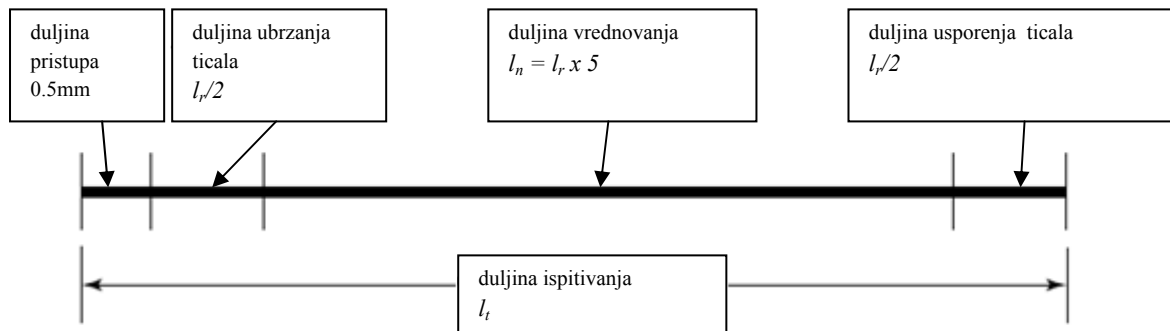 duljina
pristupa
0.5mm
duljina ubrzanja
ticala
lr/2
duljina vrednovanja
ln = lr x 5
duljina usporenja ticala
lr/2
duljina ispitivanja
lt